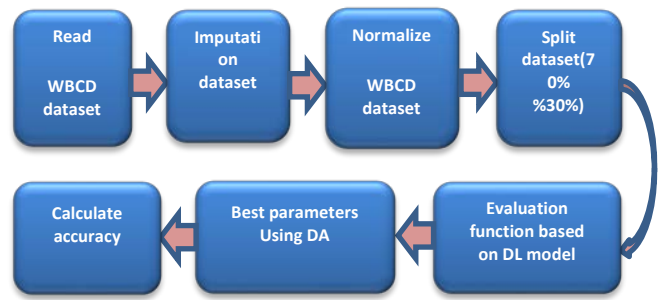 Read
WBCD
dataset
Imputati
on
dataset
Normalize
WBCD
dataset
Split
dataset(7
0%
%30%)
Evaluation
function based
on DL model
Best parameters
Using DA
Calculate
accuracy